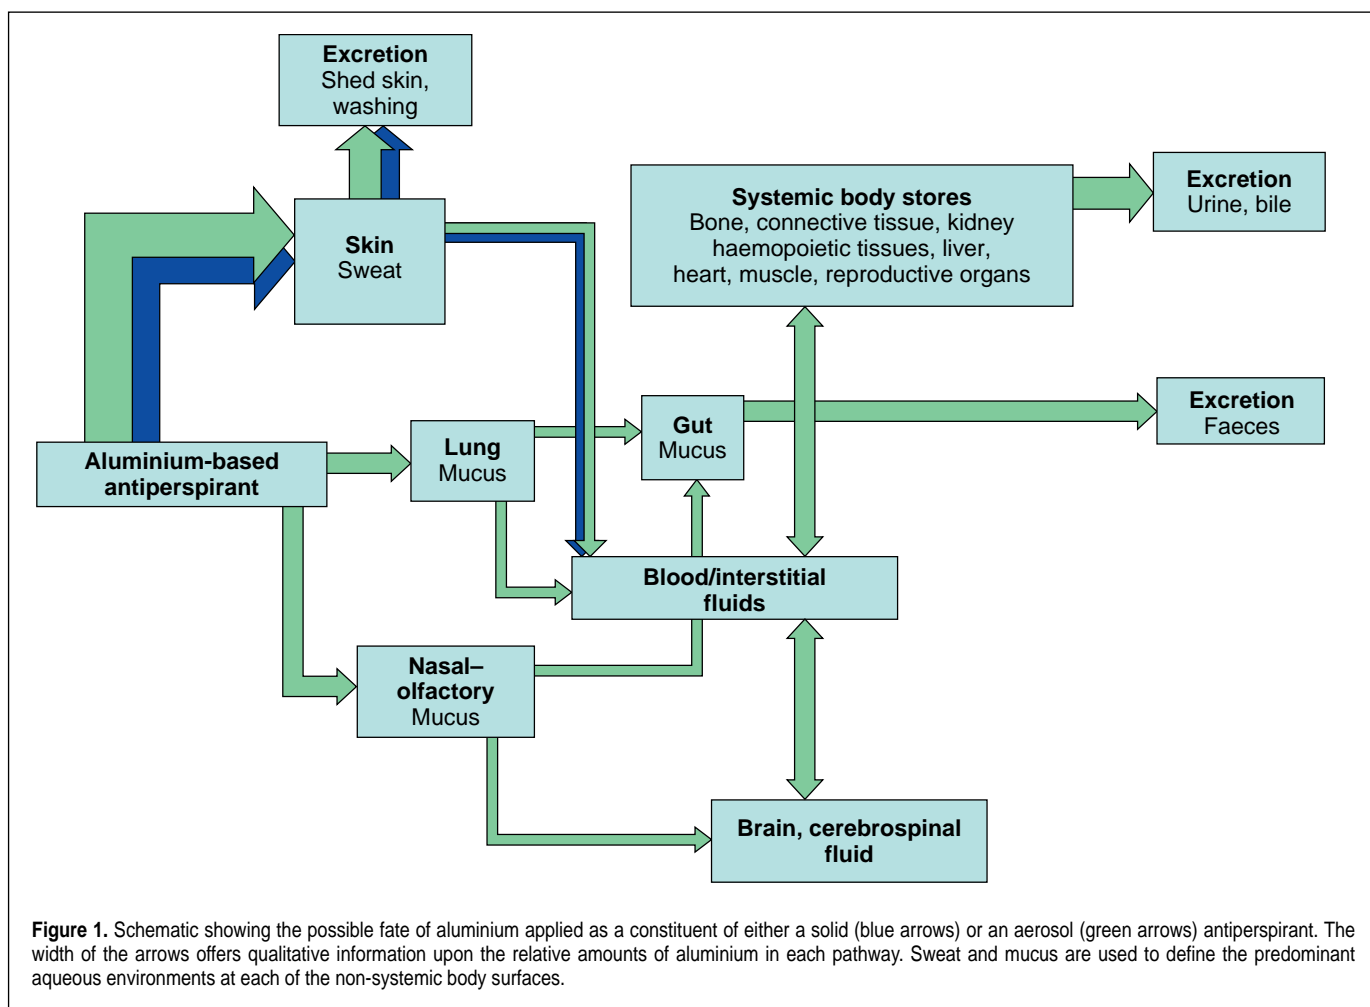 Excretion
Shed skin,
washing
Systemic body stores
Bone, connective tissue, kidney
haemopoietic tissues, liver,
heart, muscle, reproductive organs
Excretion
Urine, bile
Skin
Sweat
Gut
Mucus
Excretion
Faeces
Lung
Mucus
Aluminium-based
antiperspirant
Blood/interstitial
fluids
Nasal–
olfactory
Mucus
Brain, cerebrospinal
fluid
Figure 1. Schematic showing the possible fate of aluminium applied as a constituent of either a solid (blue arrows) or an aerosol (green arrows) antiperspirant. The
width of the arrows offers qualitative information upon the relative amounts of aluminium in each pathway. Sweat and mucus are used to define the predominant
aqueous environments at each of the non-systemic body surfaces.